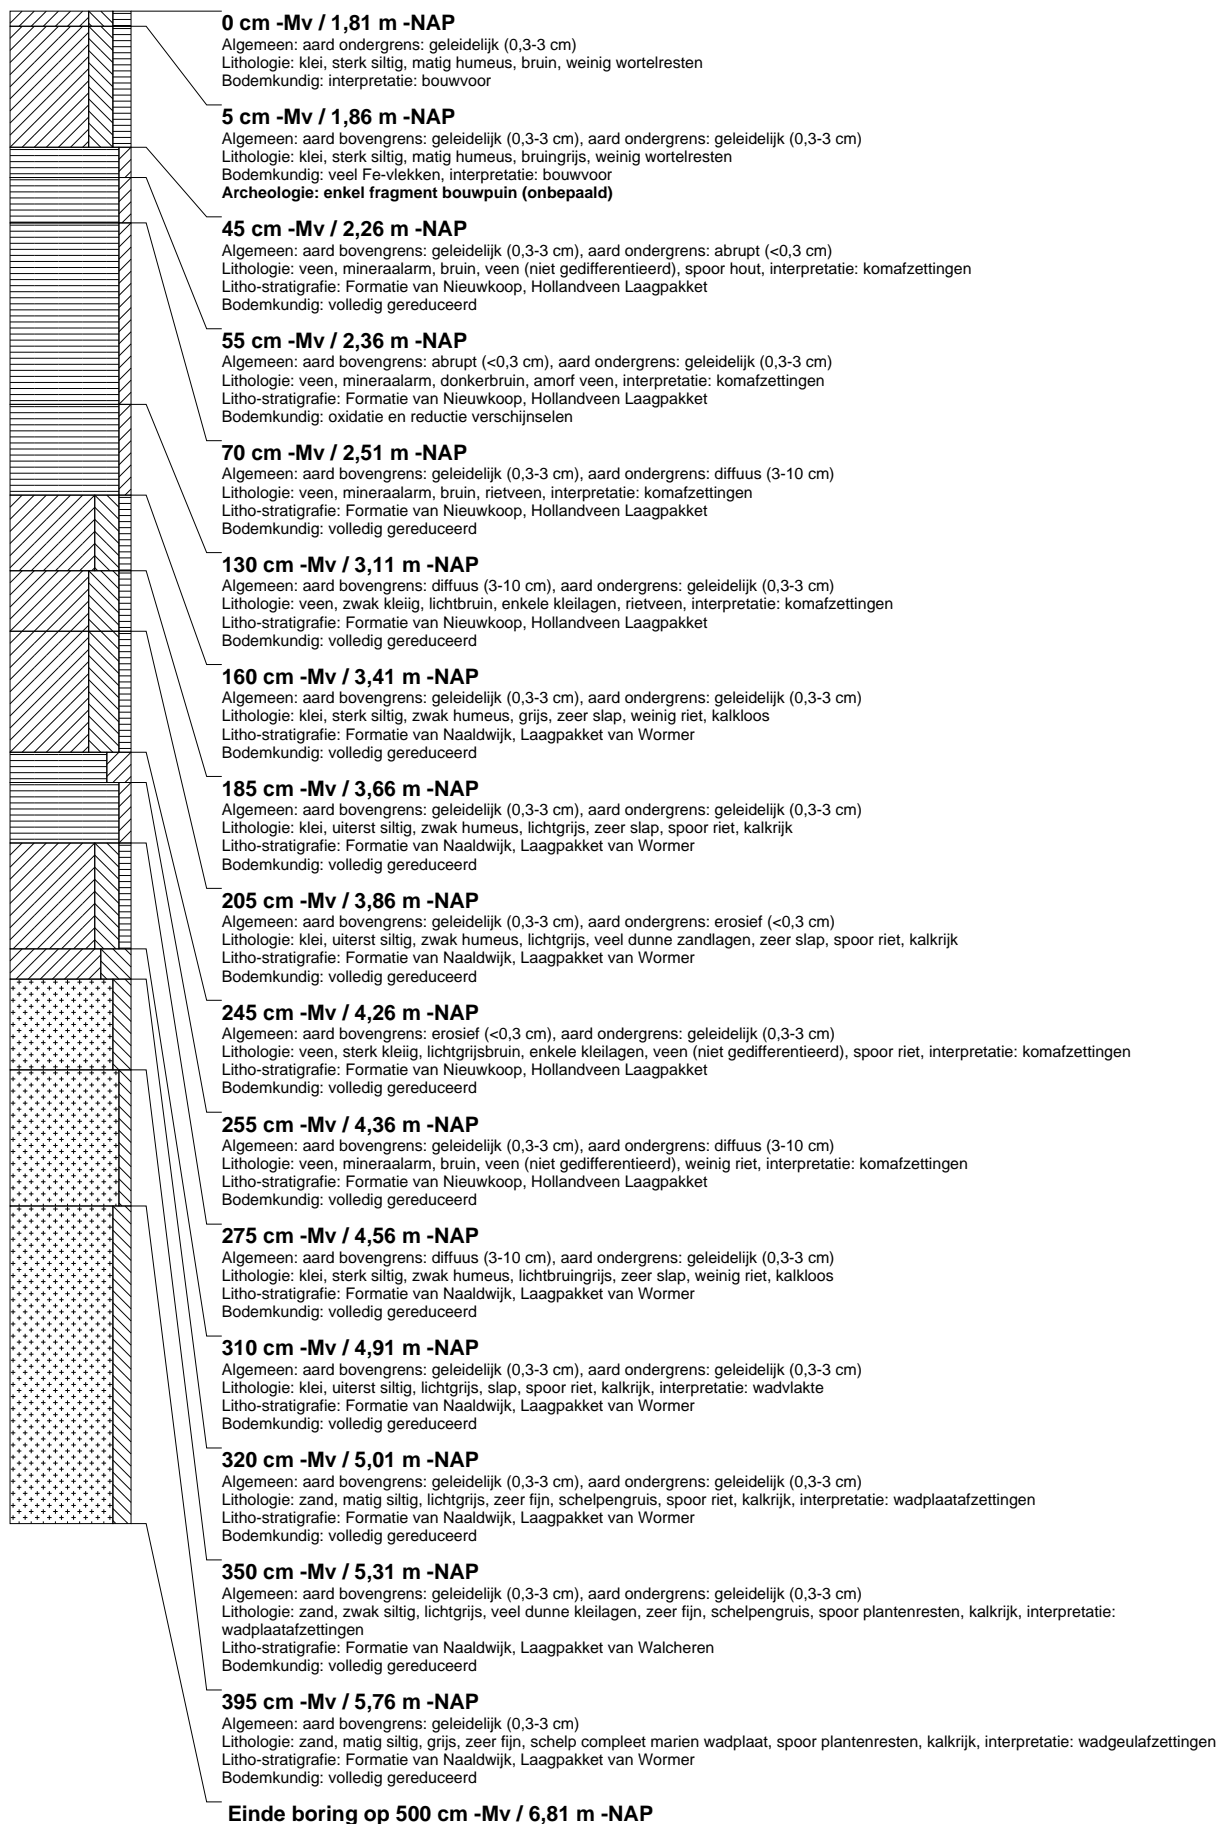 0 cm -Mv / 1,81 m -NAP
Algemeen: aard ondergrens: geleidelijk (0,3-3 cm)
Lithologie: klei, sterk siltig, matig humeus, bruin, weinig wortelresten
Bodemkundig: interpretatie: bouwvoor
5 cm -Mv / 1,86 m -NAP
Algemeen: aard bovengrens: geleidelijk (0,3-3 cm), aard ondergrens: geleidelijk (0,3-3 cm)
Lithologie: klei, sterk siltig, matig humeus, bruingrijs, weinig wortelresten
Bodemkundig: veel Fe-vlekken, interpretatie: bouwvoor
Archeologie: enkel fragment bouwpuin (onbepaald)
45 cm -Mv / 2,26 m -NAP
Algemeen: aard bovengrens: geleidelijk (0,3-3 cm), aard ondergrens: abrupt (<0,3 cm)
Lithologie: veen, mineraalarm, bruin, veen (niet gedifferentieerd), spoor hout, interpretatie: komafzettingen
Litho-stratigrafie: Formatie van Nieuwkoop, Hollandveen Laagpakket
Bodemkundig: volledig gereduceerd
55 cm -Mv / 2,36 m -NAP
Algemeen: aard bovengrens: abrupt (<0,3 cm), aard ondergrens: geleidelijk (0,3-3 cm)
Lithologie: veen, mineraalarm, donkerbruin, amorf veen, interpretatie: komafzettingen
Litho-stratigrafie: Formatie van Nieuwkoop, Hollandveen Laagpakket
Bodemkundig: oxidatie en reductie verschijnselen
70 cm -Mv / 2,51 m -NAP
Algemeen: aard bovengrens: geleidelijk (0,3-3 cm), aard ondergrens: diffuus (3-10 cm)
Lithologie: veen, mineraalarm, bruin, rietveen, interpretatie: komafzettingen
Litho-stratigrafie: Formatie van Nieuwkoop, Hollandveen Laagpakket
Bodemkundig: volledig gereduceerd
130 cm -Mv / 3,11 m -NAP
Algemeen: aard bovengrens: diffuus (3-10 cm), aard ondergrens: geleidelijk (0,3-3 cm)
Lithologie: veen, zwak kleiig, lichtbruin, enkele kleilagen, rietveen, interpretatie: komafzettingen
Litho-stratigrafie: Formatie van Nieuwkoop, Hollandveen Laagpakket
Bodemkundig: volledig gereduceerd
160 cm -Mv / 3,41 m -NAP
Algemeen: aard bovengrens: geleidelijk (0,3-3 cm), aard ondergrens: geleidelijk (0,3-3 cm)
Lithologie: klei, sterk siltig, zwak humeus, grijs, zeer slap, weinig riet, kalkloos
Litho-stratigrafie: Formatie van Naaldwijk, Laagpakket van Wormer
Bodemkundig: volledig gereduceerd
185 cm -Mv / 3,66 m -NAP
Algemeen: aard bovengrens: geleidelijk (0,3-3 cm), aard ondergrens: geleidelijk (0,3-3 cm)
Lithologie: klei, uiterst siltig, zwak humeus, lichtgrijs, zeer slap, spoor riet, kalkrijk
Litho-stratigrafie: Formatie van Naaldwijk, Laagpakket van Wormer
Bodemkundig: volledig gereduceerd
205 cm -Mv / 3,86 m -NAP
Algemeen: aard bovengrens: geleidelijk (0,3-3 cm), aard ondergrens: erosief (<0,3 cm)
Lithologie: klei, uiterst siltig, zwak humeus, lichtgrijs, veel dunne zandlagen, zeer slap, spoor riet, kalkrijk
Litho-stratigrafie: Formatie van Naaldwijk, Laagpakket van Wormer
Bodemkundig: volledig gereduceerd
245 cm -Mv / 4,26 m -NAP
Algemeen: aard bovengrens: erosief (<0,3 cm), aard ondergrens: geleidelijk (0,3-3 cm)
Lithologie: veen, sterk kleiig, lichtgrijsbruin, enkele kleilagen, veen (niet gedifferentieerd), spoor riet, interpretatie: komafzettingen
Litho-stratigrafie: Formatie van Nieuwkoop, Hollandveen Laagpakket
Bodemkundig: volledig gereduceerd
255 cm -Mv / 4,36 m -NAP
Algemeen: aard bovengrens: geleidelijk (0,3-3 cm), aard ondergrens: diffuus (3-10 cm)
Lithologie: veen, mineraalarm, bruin, veen (niet gedifferentieerd), weinig riet, interpretatie: komafzettingen
Litho-stratigrafie: Formatie van Nieuwkoop, Hollandveen Laagpakket
Bodemkundig: volledig gereduceerd
275 cm -Mv / 4,56 m -NAP
Algemeen: aard bovengrens: diffuus (3-10 cm), aard ondergrens: geleidelijk (0,3-3 cm)
Lithologie: klei, sterk siltig, zwak humeus, lichtbruingrijs, zeer slap, weinig riet, kalkloos
Litho-stratigrafie: Formatie van Naaldwijk, Laagpakket van Wormer
Bodemkundig: volledig gereduceerd
310 cm -Mv / 4,91 m -NAP
Algemeen: aard bovengrens: geleidelijk (0,3-3 cm), aard ondergrens: geleidelijk (0,3-3 cm)
Lithologie: klei, uiterst siltig, lichtgrijs, slap, spoor riet, kalkrijk, interpretatie: wadvlakte
Litho-stratigrafie: Formatie van Naaldwijk, Laagpakket van Wormer
Bodemkundig: volledig gereduceerd
320 cm -Mv / 5,01 m -NAP
Algemeen: aard bovengrens: geleidelijk (0,3-3 cm), aard ondergrens: geleidelijk (0,3-3 cm)
Lithologie: zand, matig siltig, lichtgrijs, zeer fijn, schelpengruis, spoor riet, kalkrijk, interpretatie: wadplaatafzettingen
Litho-stratigrafie: Formatie van Naaldwijk, Laagpakket van Wormer
Bodemkundig: volledig gereduceerd
350 cm -Mv / 5,31 m -NAP
Algemeen: aard bovengrens: geleidelijk (0,3-3 cm), aard ondergrens: geleidelijk (0,3-3 cm)
Lithologie: zand, zwak siltig, lichtgrijs, veel dunne kleilagen, zeer fijn, schelpengruis, spoor plantenresten, kalkrijk, interpretatie:
wadplaatafzettingen
Litho-stratigrafie: Formatie van Naaldwijk, Laagpakket van Walcheren
Bodemkundig: volledig gereduceerd
395 cm -Mv / 5,76 m -NAP
Algemeen: aard bovengrens: geleidelijk (0,3-3 cm)
Lithologie: zand, matig siltig, grijs, zeer fijn, schelp compleet marien wadplaat, spoor plantenresten, kalkrijk, interpretatie: wadgeulafzettingen
Litho-stratigrafie: Formatie van Naaldwijk, Laagpakket van Wormer
Bodemkundig: volledig gereduceerd
Einde boring op 500 cm -Mv / 6,81 m -NAP